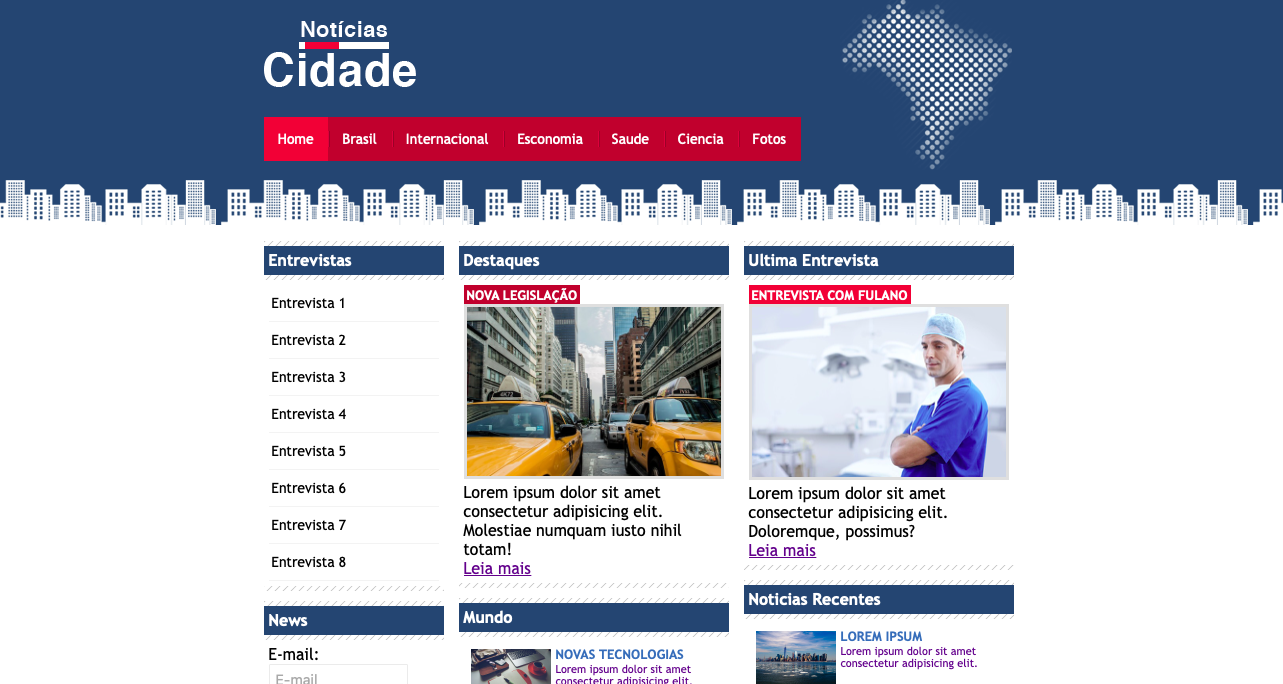 Notícias
Cidade
Home Brasil Internacional Esconomia Saude Ciencia Fotos
Entrevistas
Entrevista 1
Entrevista 2
Entrevista 3
Entrevista 4
Entrevista 5
Entrevista 6
Entrevista 7
Entrevista 8
News
E-mail:
E-mail
Destaques
NOVA LEGISLAÇÃO
Lorem ipsum dolor sit amet
consectetur adipisicing elit.
Molestiae numquam iusto nihil
totam!
Leia mais
Mundo
NOVAS TECNOLOGIAS
Lorem ipsum dolor sit amet
consectetur adipisicing elit.
Ultima Entrevista
ENTREVISTA COM FULANO
Lorem ipsum dolor sit amet
consectetur adipisicing elit.
Doloremque, possimus?
Leia mais
Noticias Recentes
LOREM IPSUM
Lorem ipsum dolor sit amet
consectetur adipisicing elit.